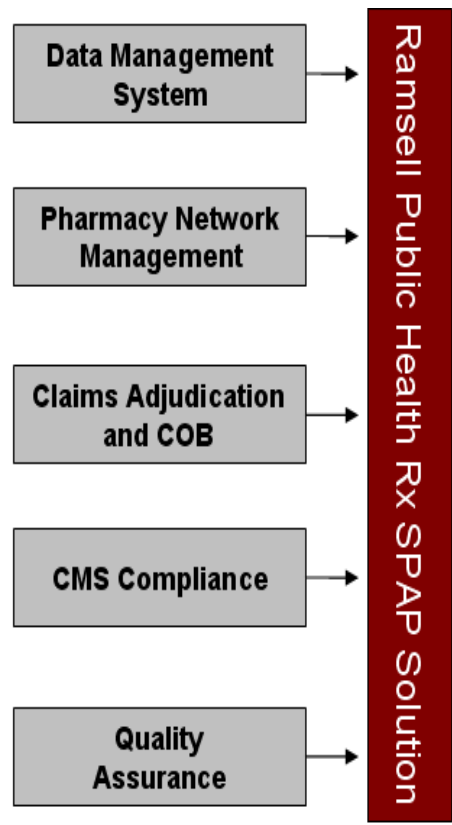 Data Management
System
Pharmacy Network
Management
Claims Adjudication
and COB
CMS Compliance
Quality
Assurance
Ramsell Public Health Rx SPAP Solution